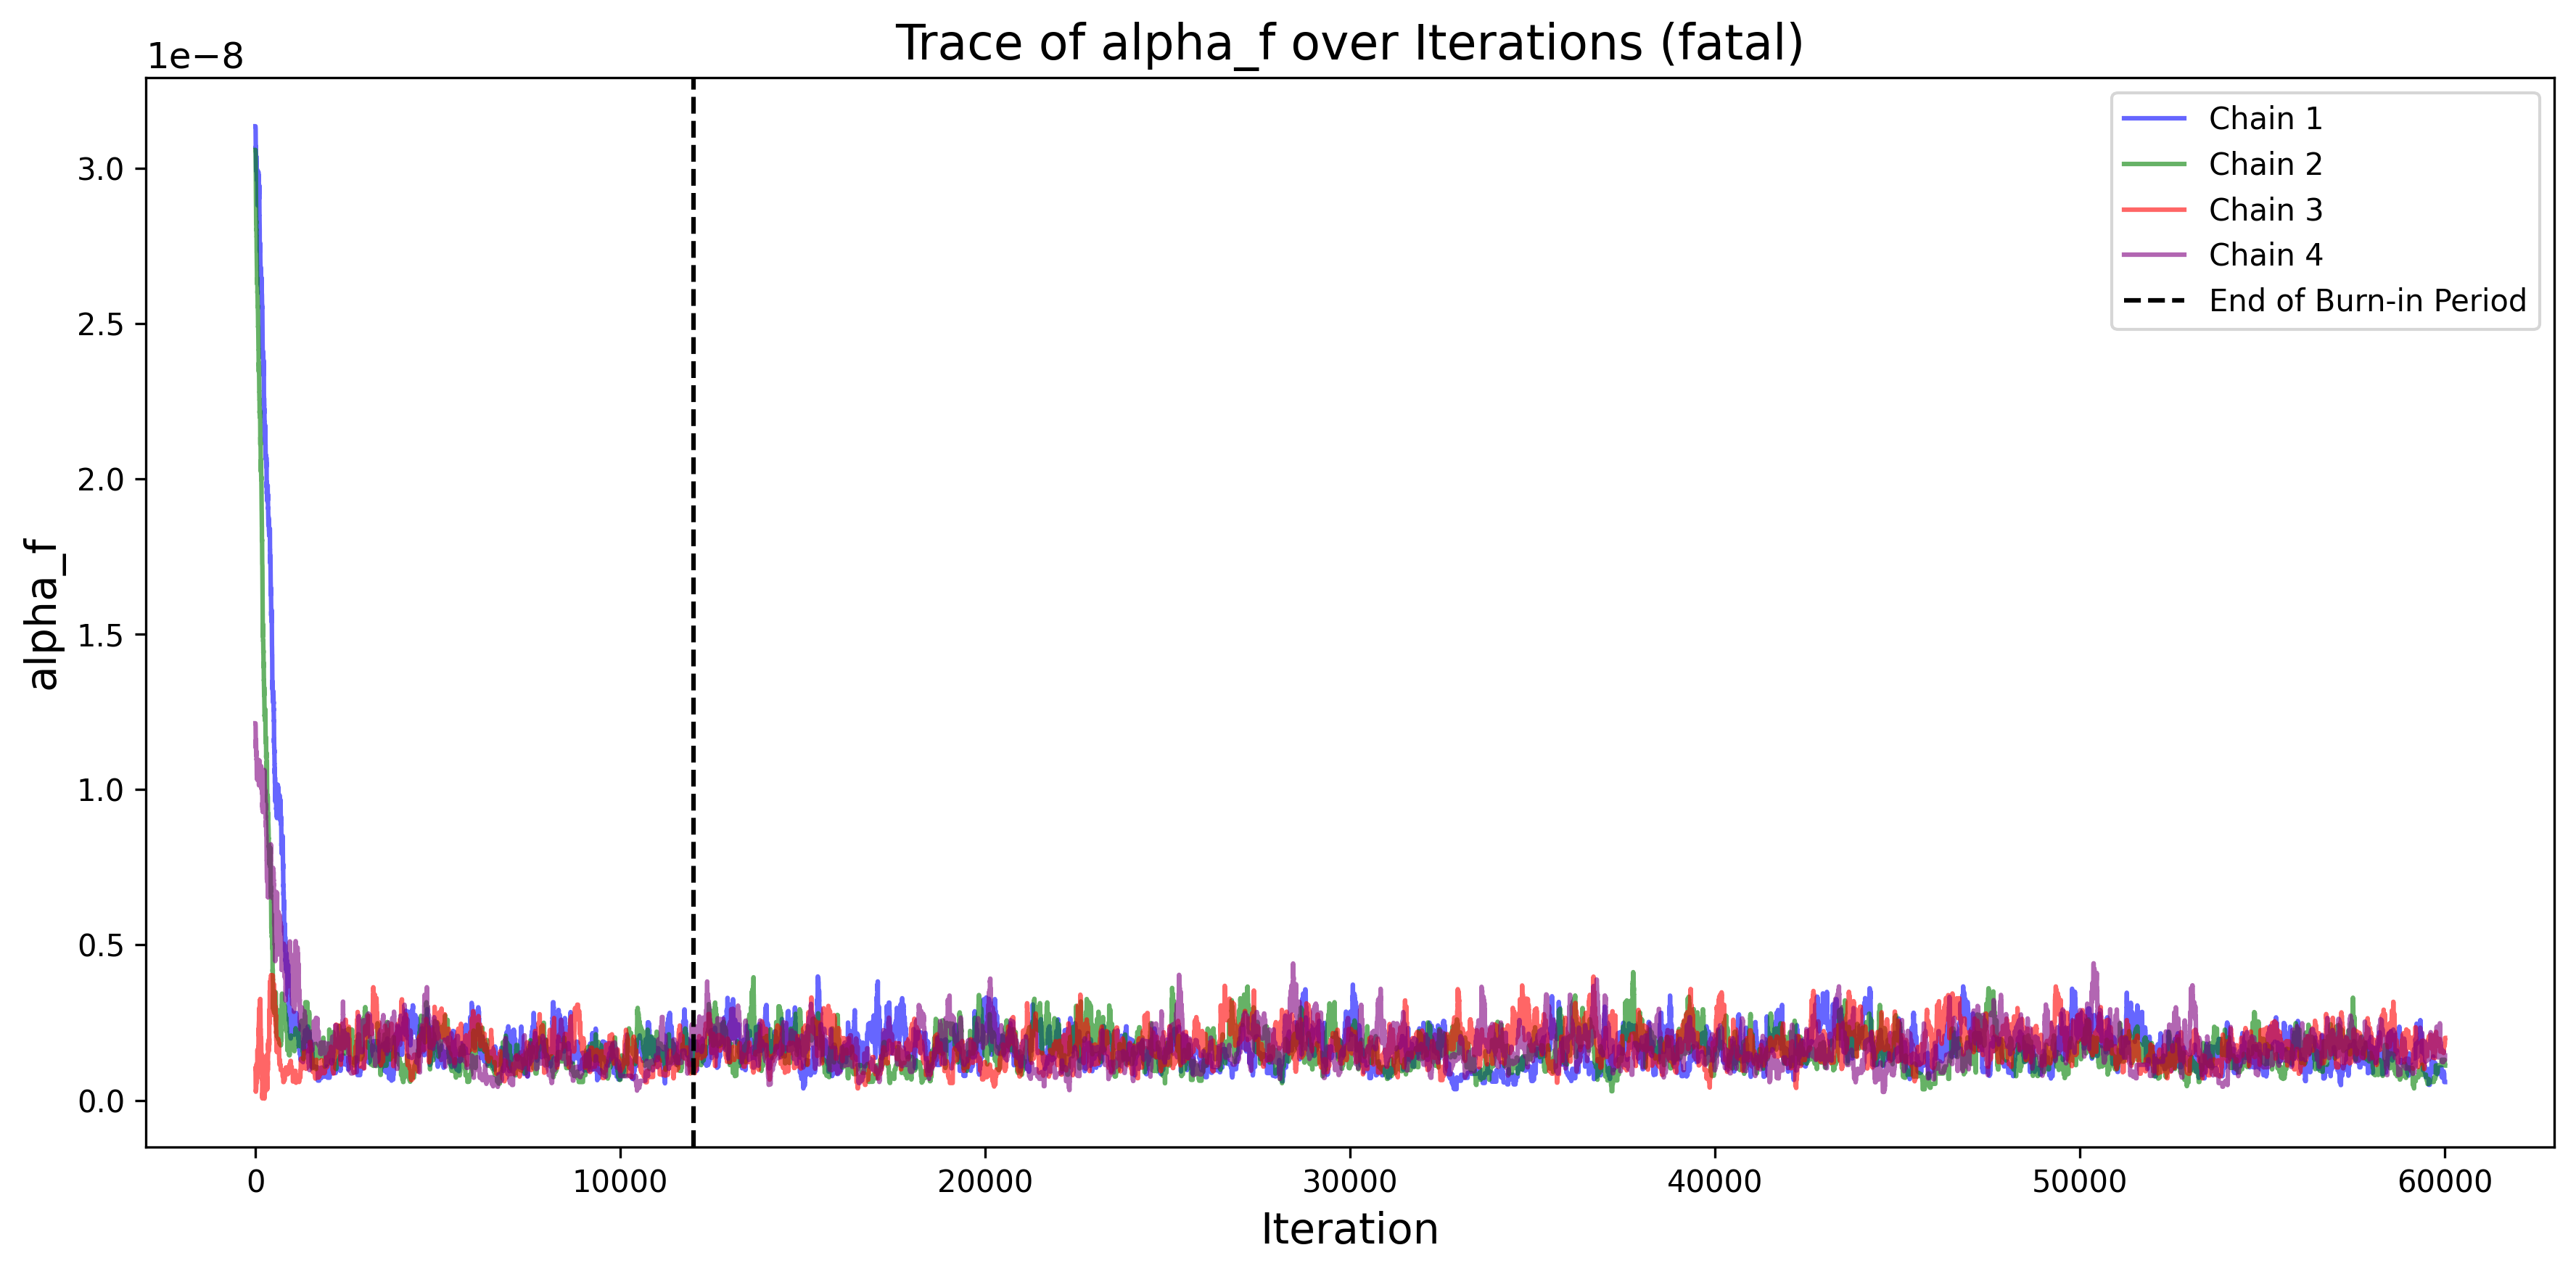 Trace of alpha_f over Iterations (fatal)
1e−8
3.0
2.5
2.0
1.5
1.0
0.5
0.0
alpha_f
Chain 1
Chain 2
Chain 3
Chain 4
End of Burn-in Period
0 10000 20000 30000 40000 50000 60000
Iteration